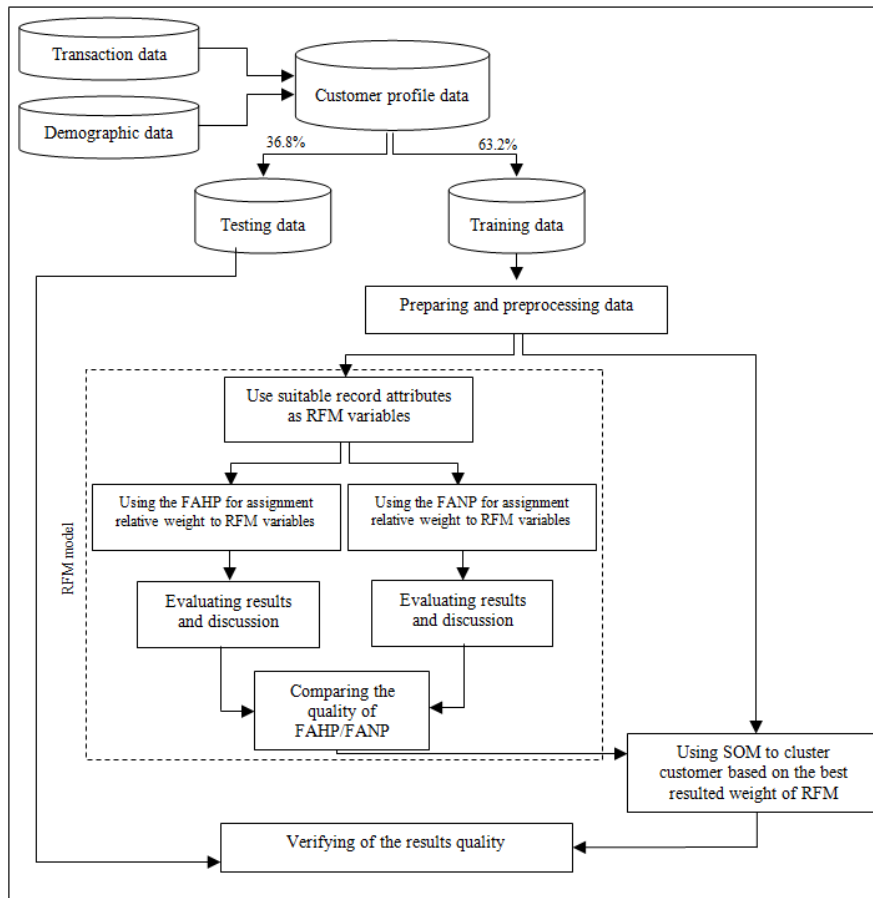 Transaction data
Customer profile data
Demographic data
36.8%
63.2%
Testing data
Training data
Preparing and preprocessing data
Use suitable record attributes
as RFM variables
Using the FAHP for assignment
relative weight to RFM variables
Using the FANP for assignment
relative weight to RFM variables
RFM model
Evaluating results
and discussion
Evaluating results
and discussion
Comparing the
quality of
FAHP/FANP
Using SOM to cluster
customer based on the best
resulted weight of RFM
Verifying of the results quality